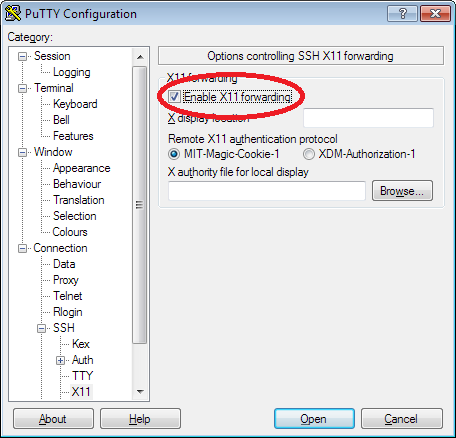 PuTTY Configuration
Category:
Session
Logging
Terminal
Keyboard
Bell
Features
Window
Appearance
Behaviour
Translation
Selection
Colours
Connection
Data
Proxy
Telnet
Rlogin
SSH
Kex
Auth
TTY
X11
Options controlling SSH X11 forwarding
X11 forwarding
Enable X11 forwarding
X display location
Remote X11 authentication protocol
MIT-Magic-Cookie-1 XDM-Authorization-1
X authority file for local display
Browse...
About Help Open Cancel